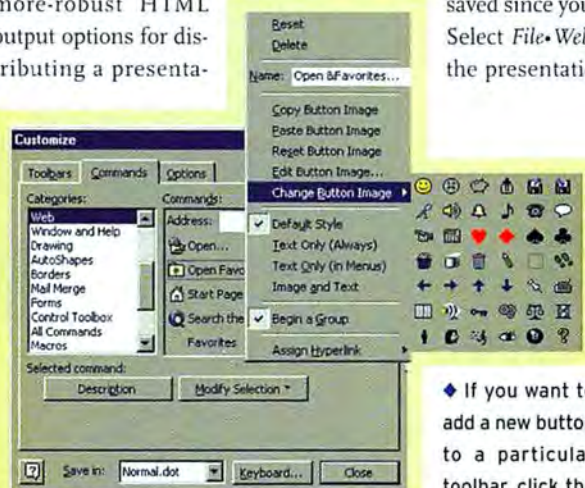 more-robust HTML
output options for dis-
tributing a presenta-
saved since you
Select File•Wel
the presentati
Reset
Delete
Name: Open &Favorites...
Copy Button Image
Paste Button Image
Reset Button Image
Edit Button Image...
Change Button Image
Default Style
Text Only (Always)
Text Only (in Menus)
Image and Text
Begin a Group
Assign Hyperlink
Customize
Toolbars Commands Options
Categories: Commands:
Web
Window and Help
Drawing
AutoShapes
Borders
Mail Merge
Forms
Control Toolbox
All Commands
Macros
Address:
Open...
Open Favo
Start Page
Search the
Favorites
Selected command:
Description Modify Selection
Save in: Normal.dot Keyboard... Close
♦ If you want to
add a new butto
to a particula
toolbar, click th